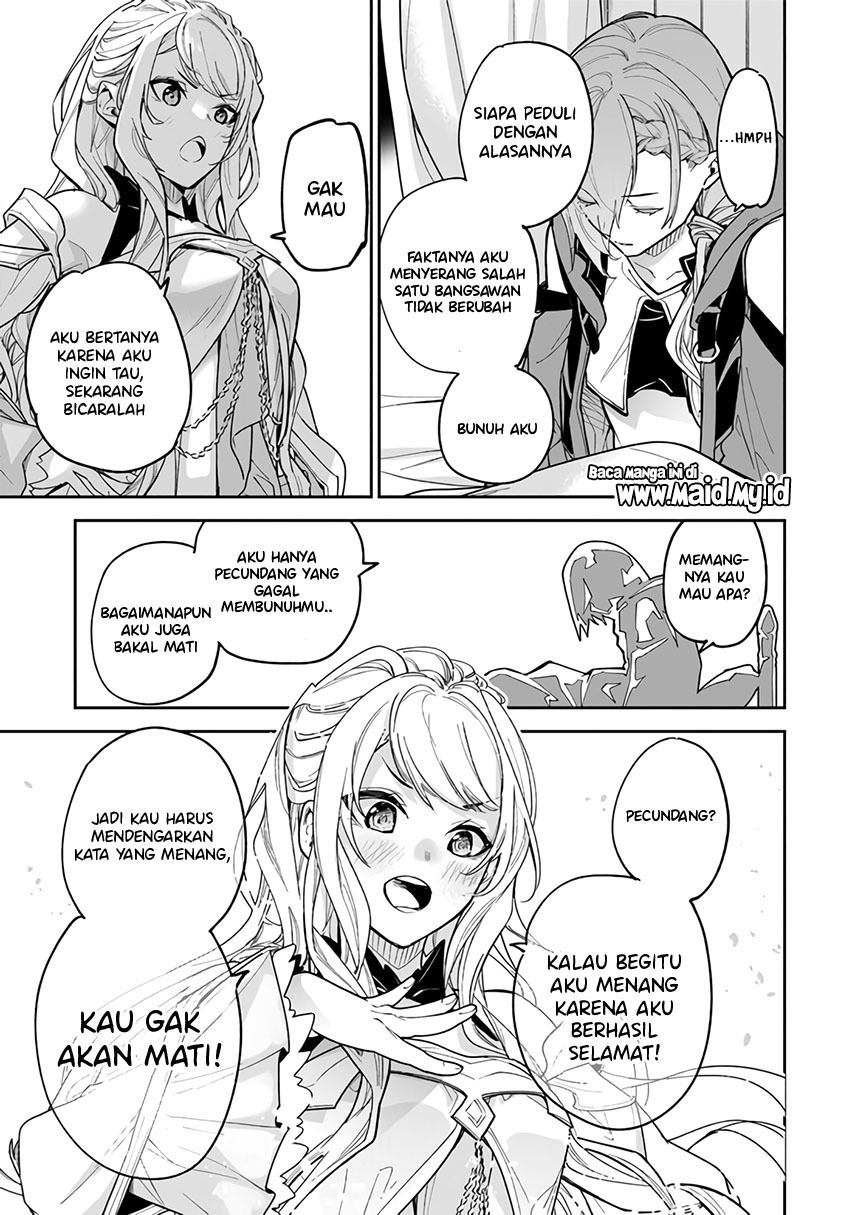 ...HMPH
SIAPA PEDULI
DENGAN
ALASANNYA
FAKTANYA AKU
MENYERANG SALAH
SATU BANGSAWAN
TIDAK BERUBAH
BUNUH AKU
GAK
MAU
AKU BERTANYA
KARENA AKU
INGIN TAU,
SEKARANG
BICARALAH
Baca manga ini di
www.Maid.My.id
MEMANG-
NYA KAU
MAU APA?
AKU HANYA
PECUNDANG YANG
GAGAL
MEMBUNUHMU..
BAGAIMANAPUN
AKU JUGA
BAKAL MATI
PECUNDANG?
KALAU BEGITU
AKU MENANG
KARENA AKU
BERHASIL
SELAMAT!
JADI KAU HARUS
MENDENGARKAN
KATA YANG MENANG,
KAU GAK
AKAN MATI!